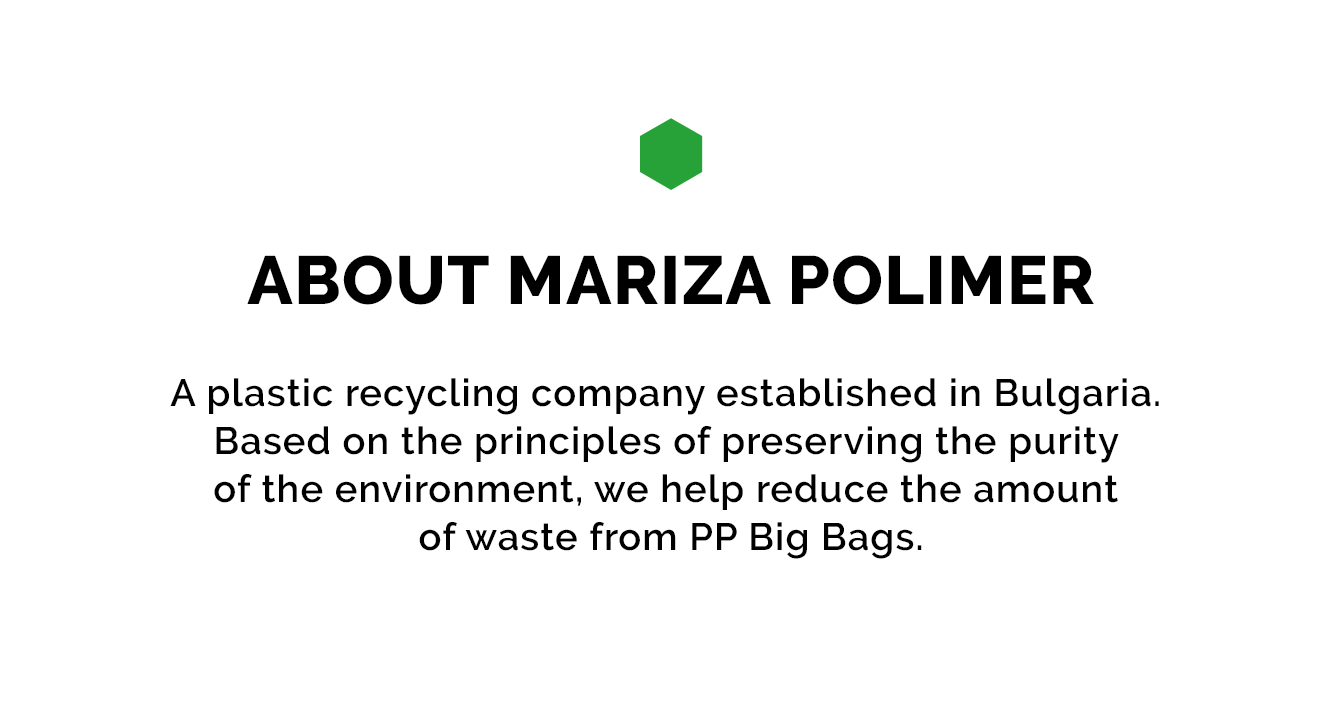 ABOUT MARIZA POLIMER
A plastic recycling company established in Bulgaria.
Based on the principles of preserving the purity
of the environment, we help reduce the amount
of waste from PP Big Bags.